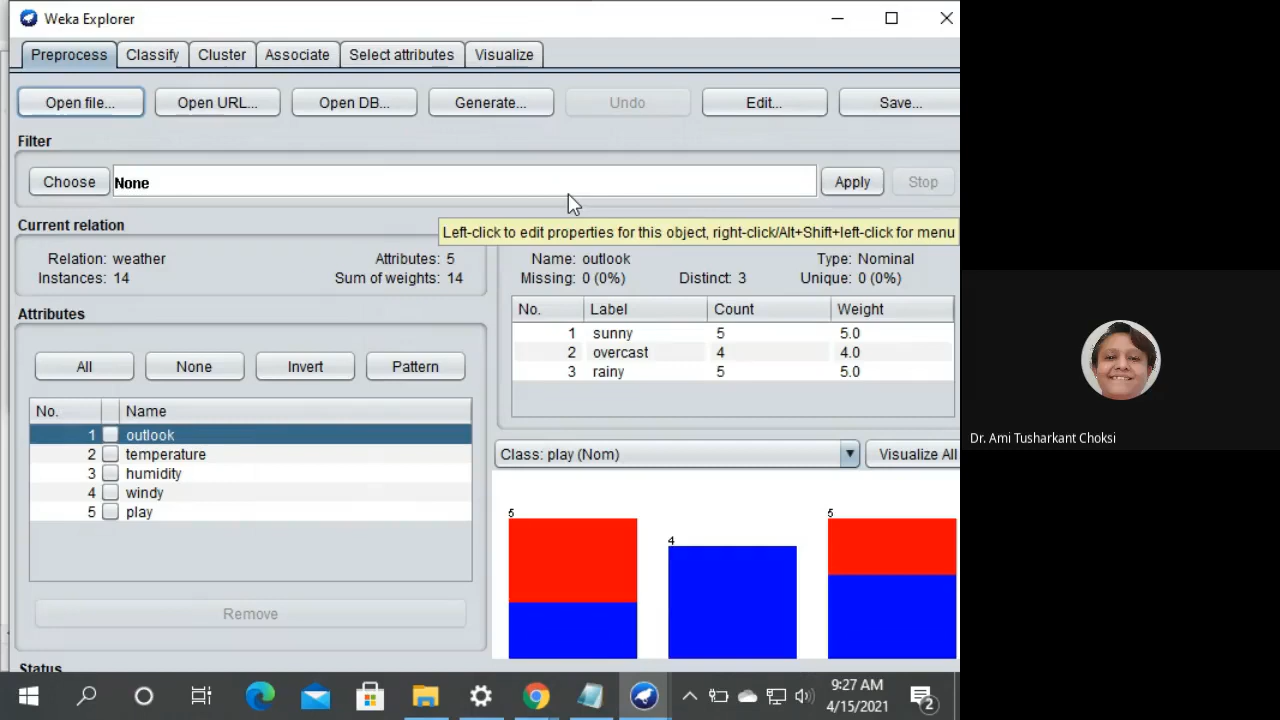 Weka Explorer
Preprocess Classify Cluster Associate Select attributes Visualize
Open file... Open URL... Open DB... Generate... Undo Edit... Save...
Filter
Choose None Apply Stop
Current relation
Left-click to edit properties for this object, right-click/Alt+Shift+left-click for menu
Relation: weather Attributes: 5
Instances: 14 Sum of weights: 14
Name: outlook Type: Nominal
Missing: 0 (0%) Distinct: 3 Unique: 0 (0%)
No. Label Count Weight
1 sunny 5 5.0
2 overcast 4 4.0
3 rainy 5 5.0
Attributes
All None Invert Pattern
No. Name
1 outlook
2 temperature
3 humidity
4 windy
5 play
Remove
Class: play (Nom) Visualize All
5 4 5
Status
Dr. Ami Tusharkant Choksi
9:27 AM
4/15/2021
2